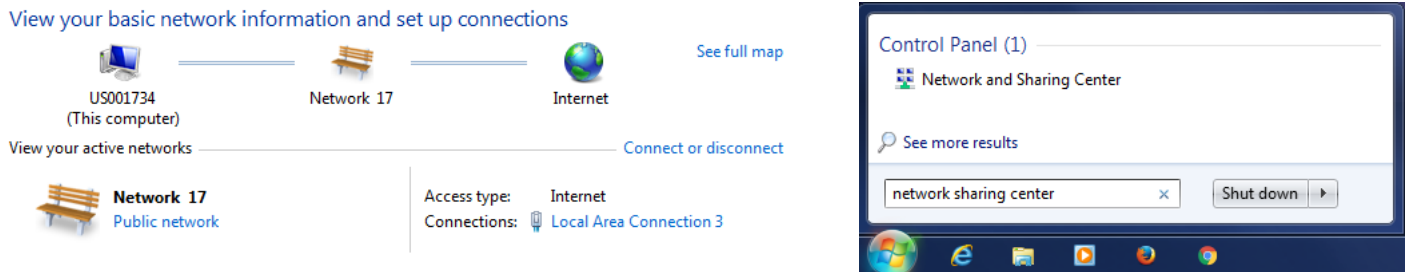 View your basic network information and set up connections
See full map
US001734
(This computer)
Network 17
Internet
View your active networks
Connect or disconnect
Network 17
Public network
Access type: Internet
Connections: Local Area Connection 3
Control Panel (1)
Network and Sharing Center
See more results
network sharing center
Shut down